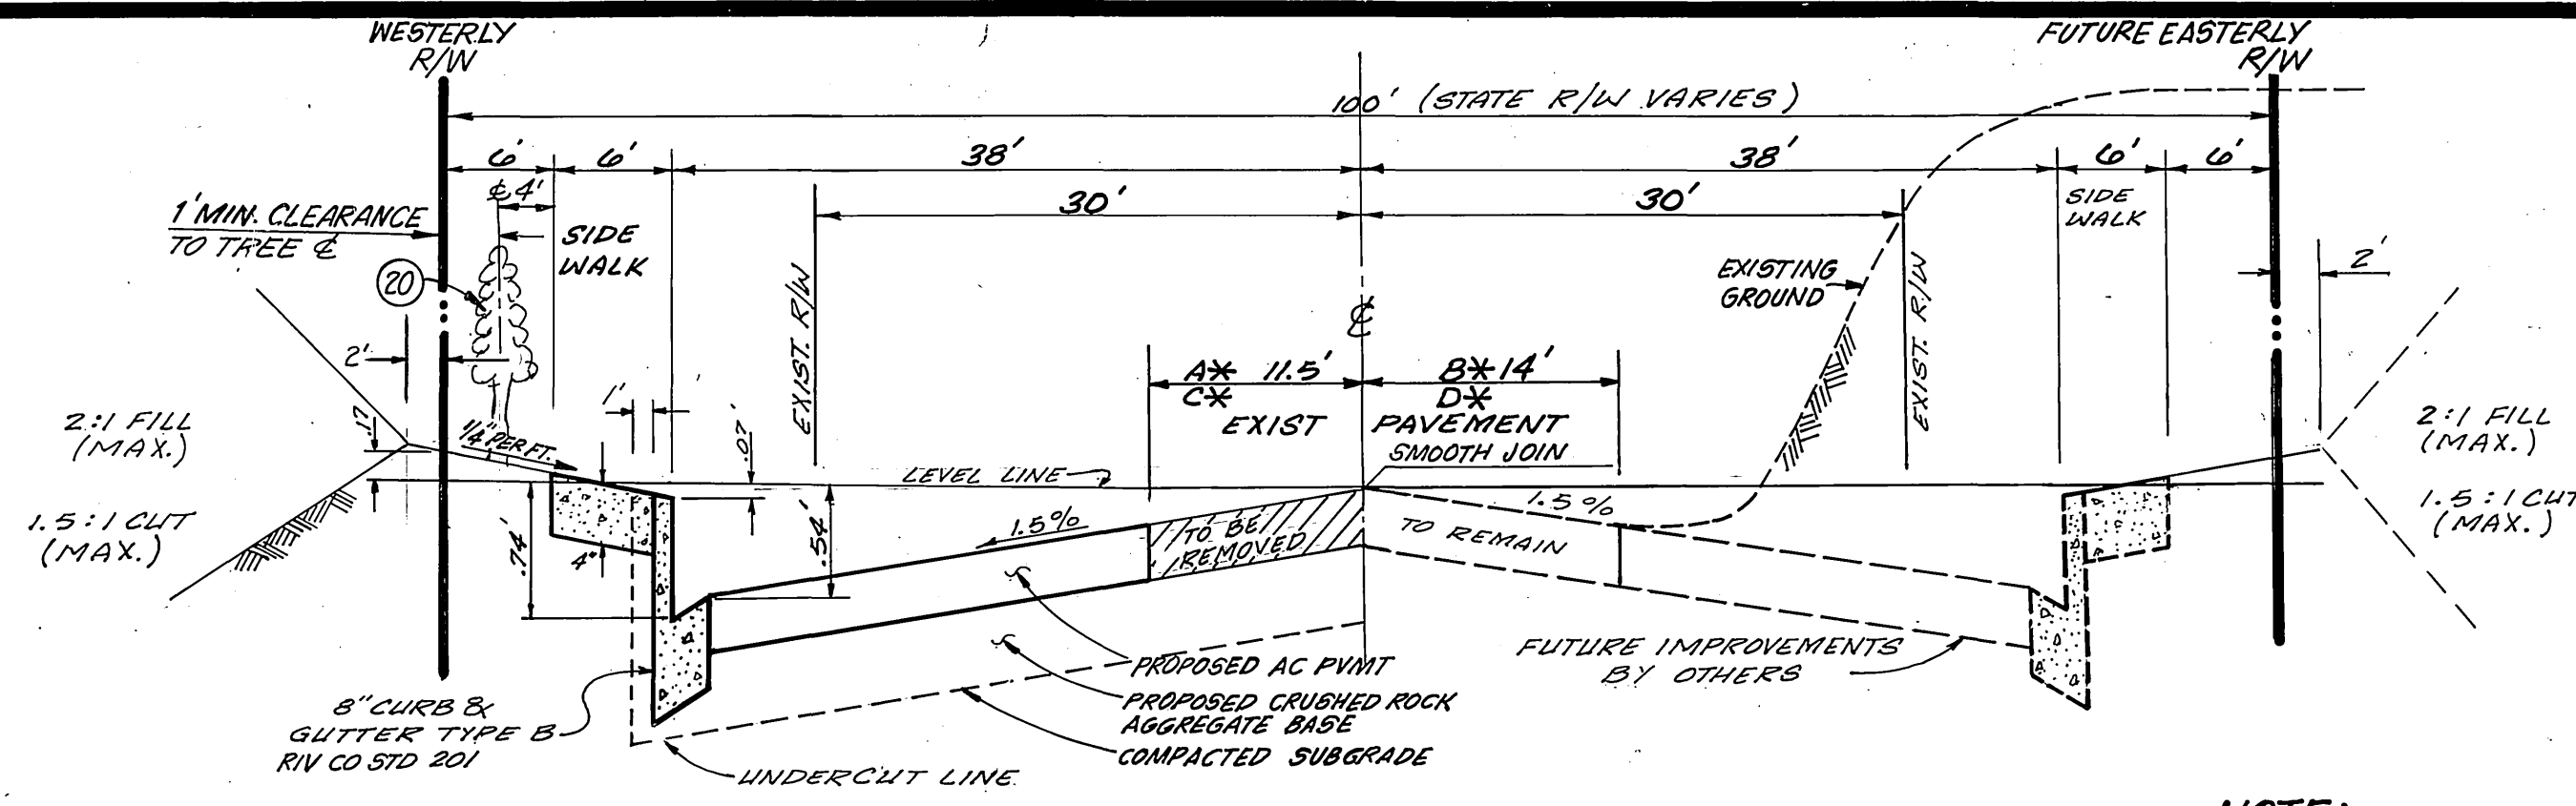 WESTERLY
R/W
FUTURE EASTERLY
R/W
100' (STATE R/W VARIES)
6'
6'
38'
38'
6'
6'
℄ 4'
30'
30'
SIDE
WALK
1' MIN. CLEARANCE
TO TREE ℄
SIDE
WALK
20
2'
EXIST. R/W
℄
EXISTING
GROUND
EXIST. R/W
2'
1'
A* 11.5'
C*
B* 14'
D*
EXIST PAVEMENT
SMOOTH JOIN
2:1 FILL
(MAX.)
.17
1/4" PER FT.
.07'
LEVEL LINE
2:1 FILL
(MAX.)
1.5:1 CUT
(MAX.)
.74'
4"
.54'
1.5%
TO BE
REMOVED
1.5%
TO REMAIN
1.5:1 CUT
(MAX.)
8" CURB &
GUTTER TYPE B
RIV CO STD 201
UNDERCUT LINE
PROPOSED AC PVMT
PROPOSED CRUSHED ROCK
AGGREGATE BASE
COMPACTED SUBGRADE
FUTURE IMPROVEMENTS
BY OTHERS
NOTE: